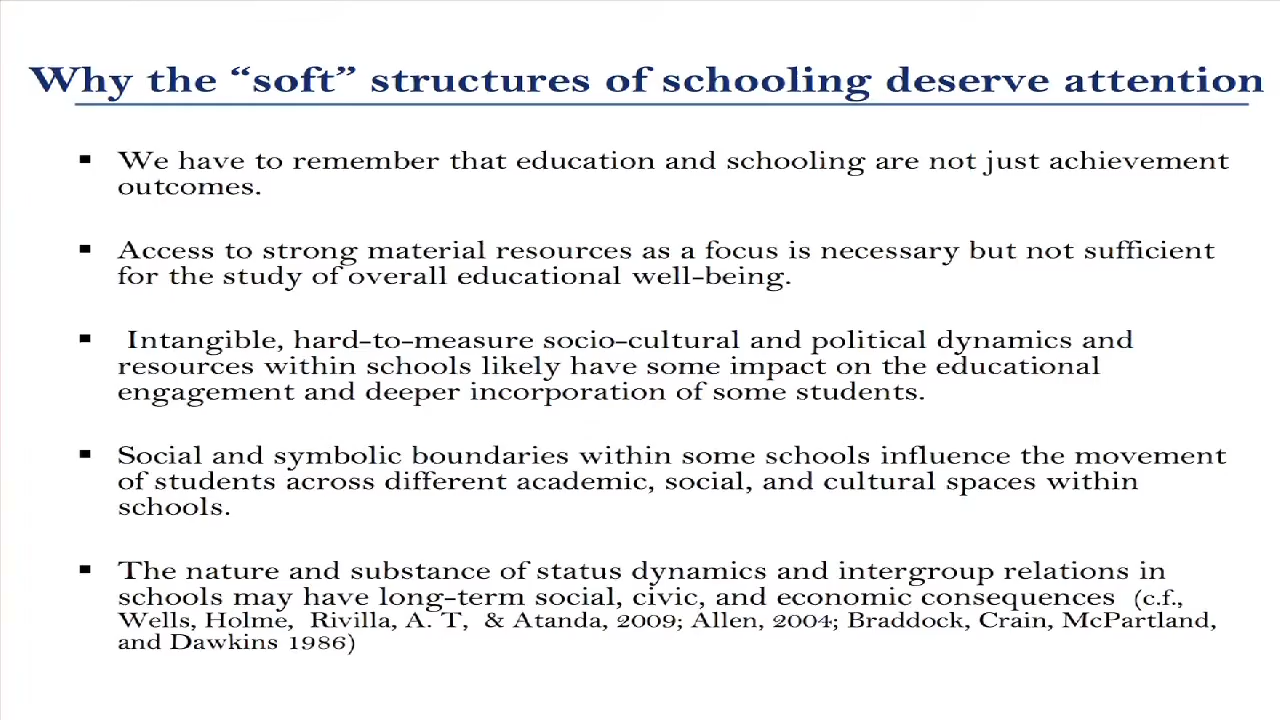 Why the “soft” structures of schooling deserve attention
▪ We have to remember that education and schooling are not just achievement
outcomes.
▪ Access to strong material resources as a focus is necessary but not sufficient
for the study of overall educational well-being.
▪ Intangible, hard-to-measure socio-cultural and political dynamics and
resources within schools likely have some impact on the educational
engagement and deeper incorporation of some students.
▪ Social and symbolic boundaries within some schools influence the movement
of students across different academic, social, and cultural spaces within
schools.
▪ The nature and substance of status dynamics and intergroup relations in
schools may have long-term social, civic, and economic consequences (c.f.,
Wells, Holme, Rivilla, A. T, & Atanda, 2009; Allen, 2004; Braddock, Crain, McPartland,
and Dawkins 1986)